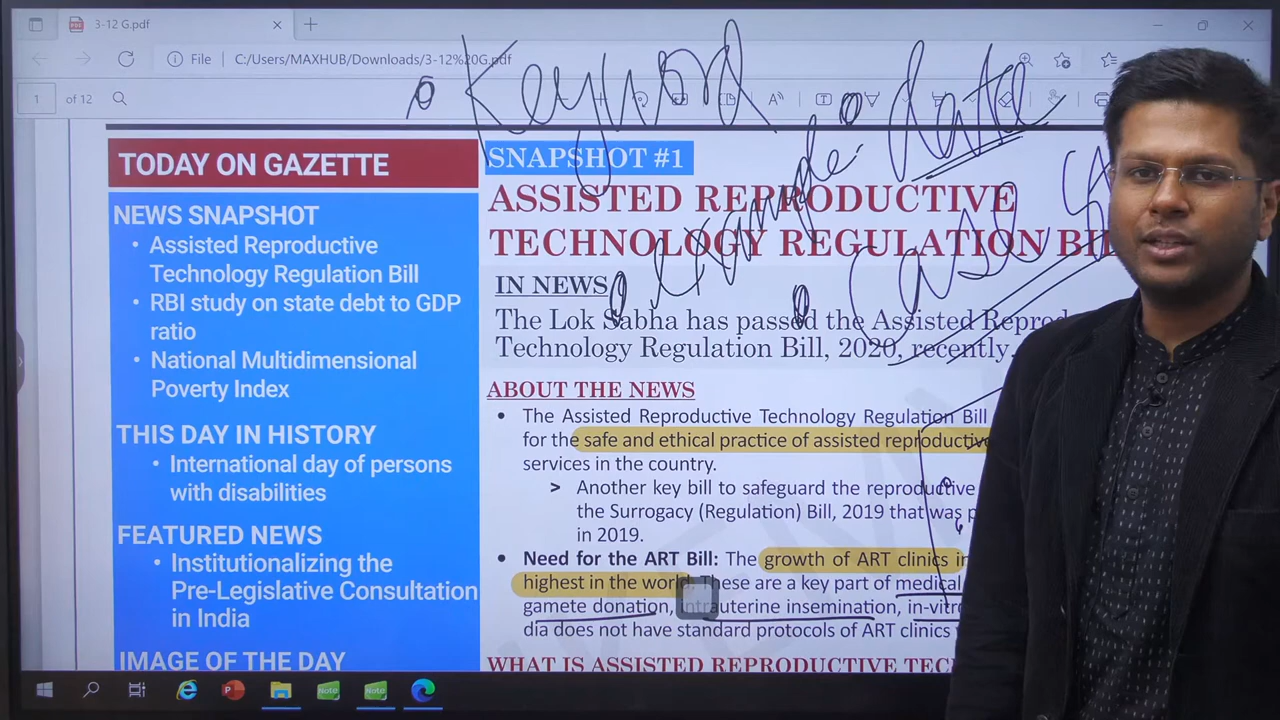 3-12 G.pdf
File C:/Users/MAXHUB/Downloads/3-12%20G.pdf
1 of 12
Keyword
data
example
Case
TODAY ON GAZETTE
NEWS SNAPSHOT
• Assisted Reproductive
Technology Regulation Bill
• RBI study on state debt to GDP
ratio
• National Multidimensional
Poverty Index
THIS DAY IN HISTORY
• International day of persons
with disabilities
FEATURED NEWS
• Institutionalizing the
Pre-Legislative Consultation
in India
IMAGE OF THE DAY
SNAPSHOT #1
ASSISTED REPRODUCTIVE
TECHNOLOGY REGULATION
IN NEWS
The Lok Sabha has passed the Assisted
Technology Regulation Bill, 2020, recently.
ABOUT THE NEWS
• The Assisted Reproductive Technology Regulation Bill
for the safe and ethical practice of assisted reproductive
services in the country.
> Another key bill to safeguard the reproductive
the Surrogacy (Regulation) Bill, 2019 that was
in 2019.
• Need for the ART Bill: The growth of ART clinics
highest in the world. These are a key part of medical
gamete donation, intrauterine insemination,
dia does not have standard protocols of ART clinics
WHAT IS ASSISTED REPRODUCTIVE